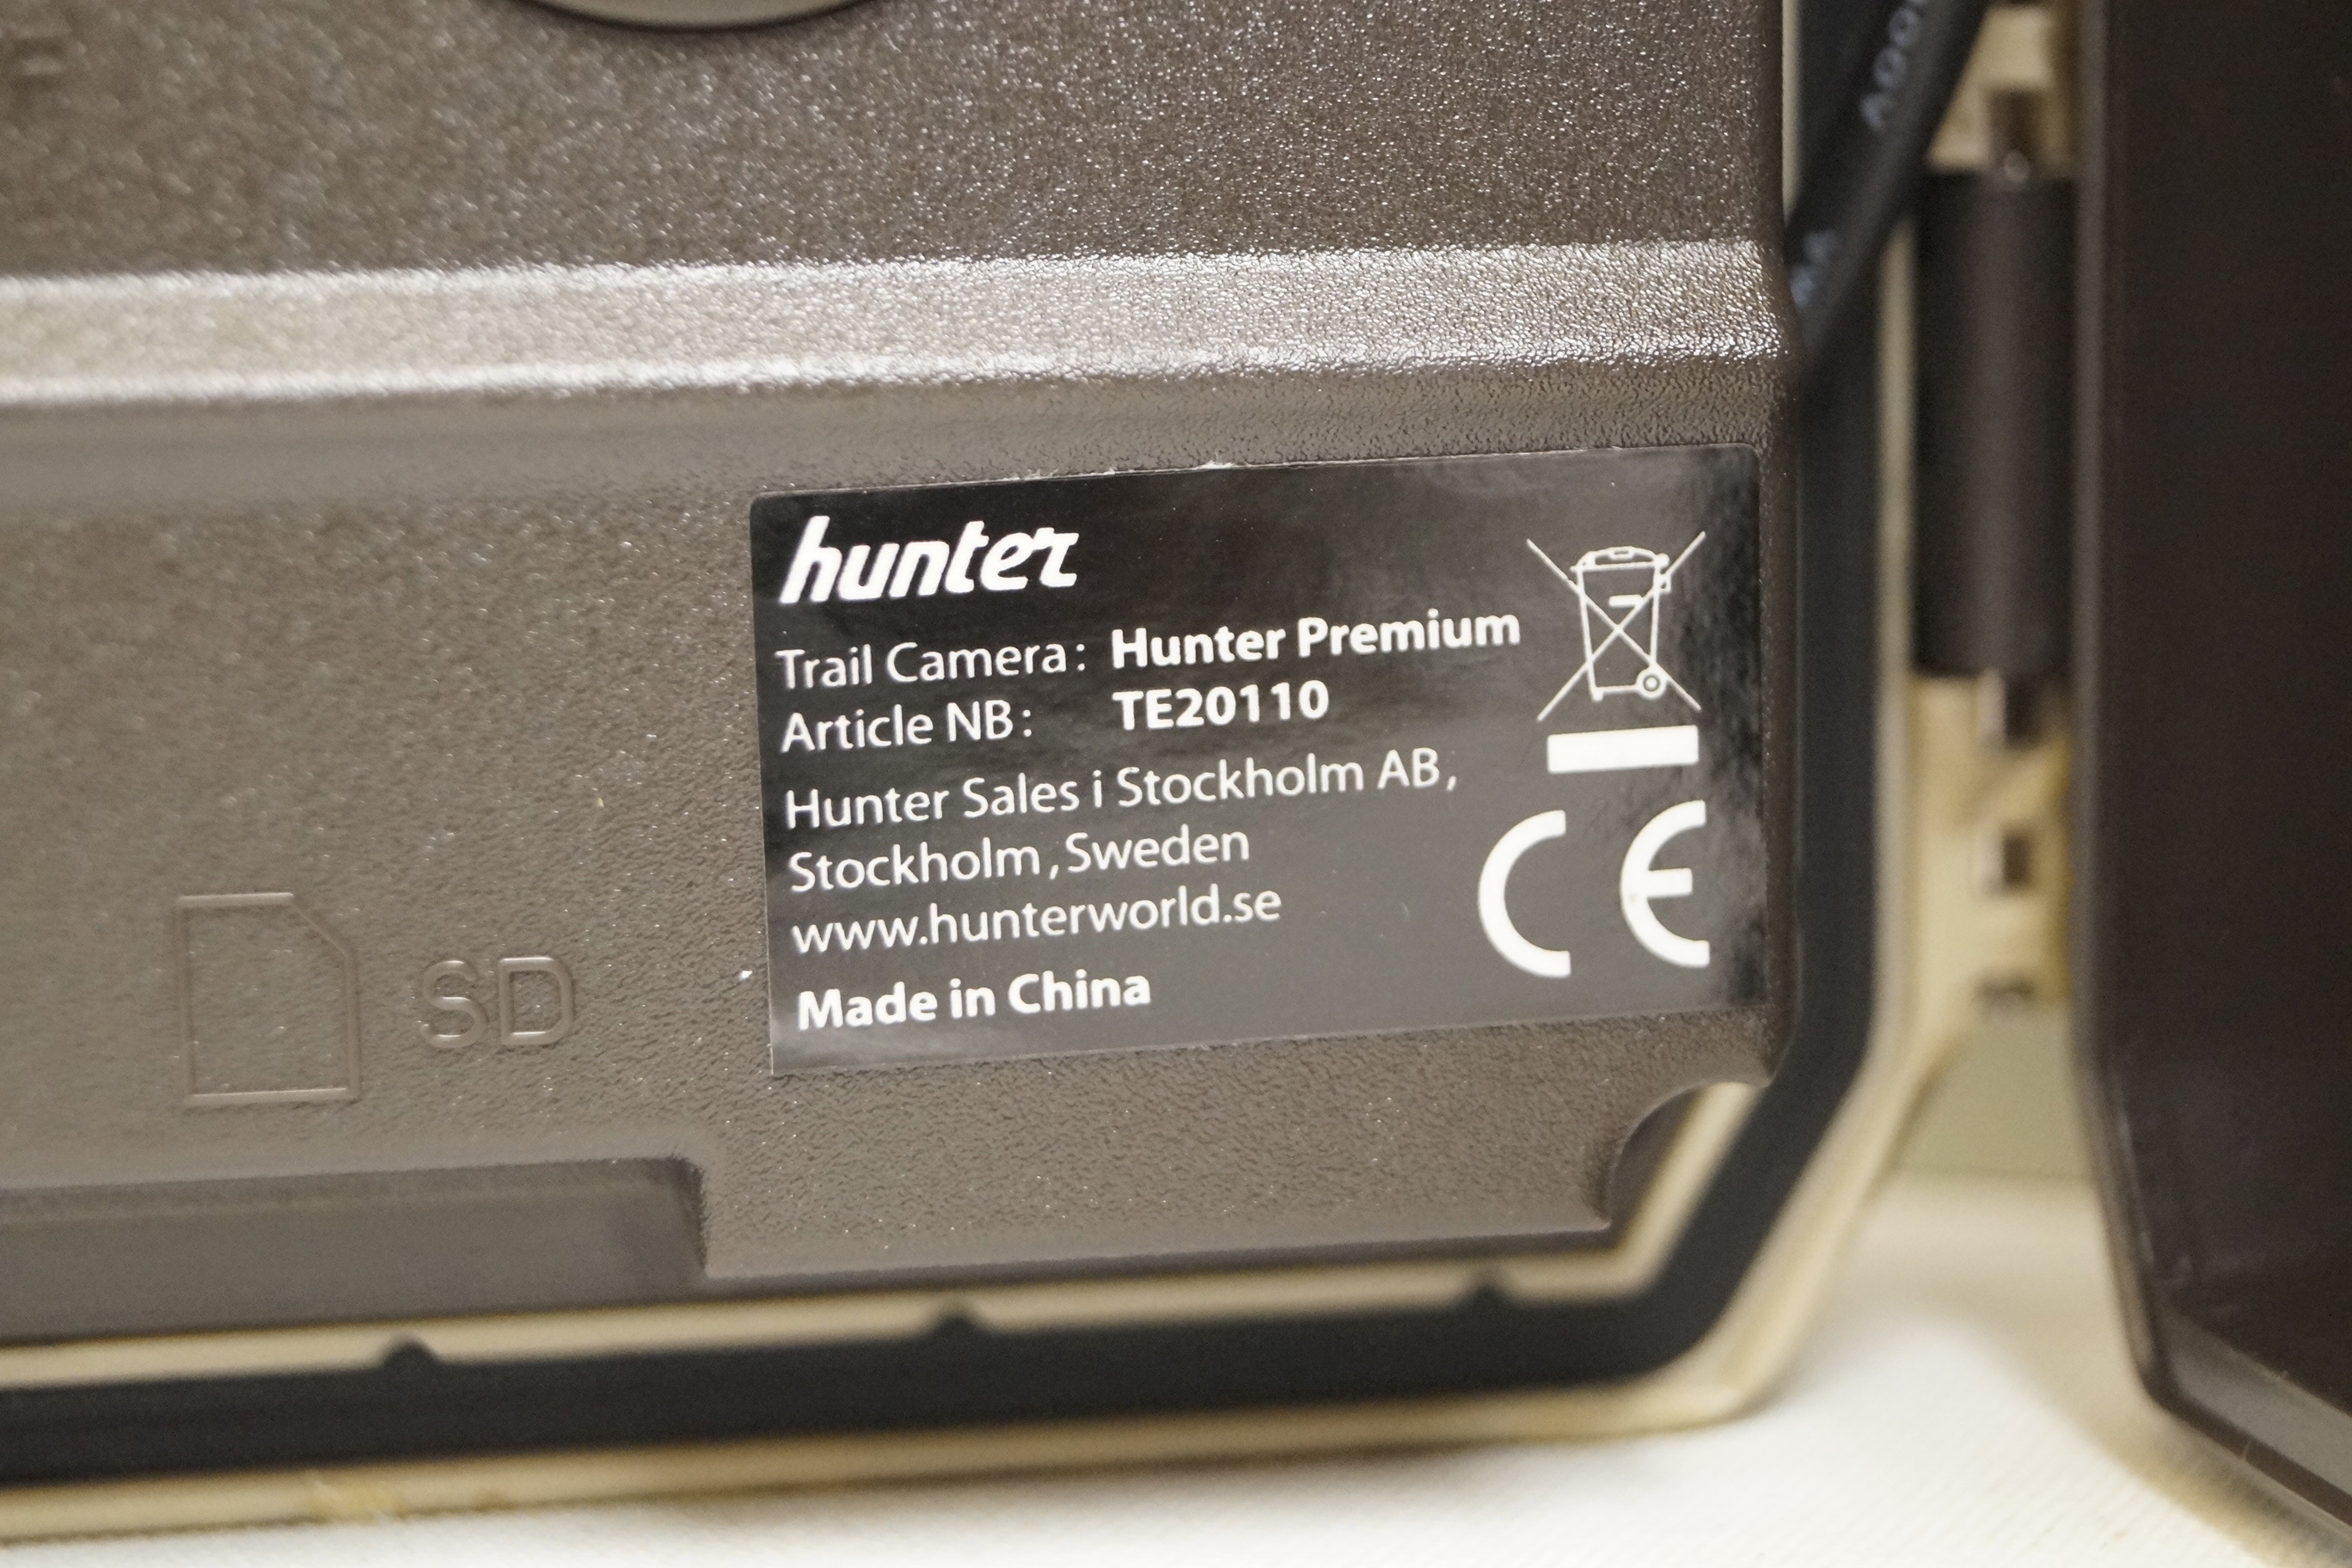 hunter
Trail Camera: Hunter Premium
Article NB: TE20110
Hunter Sales i Stockholm AB,
Stockholm, Sweden
www.hunterworld.se
Made in China
CE
SD